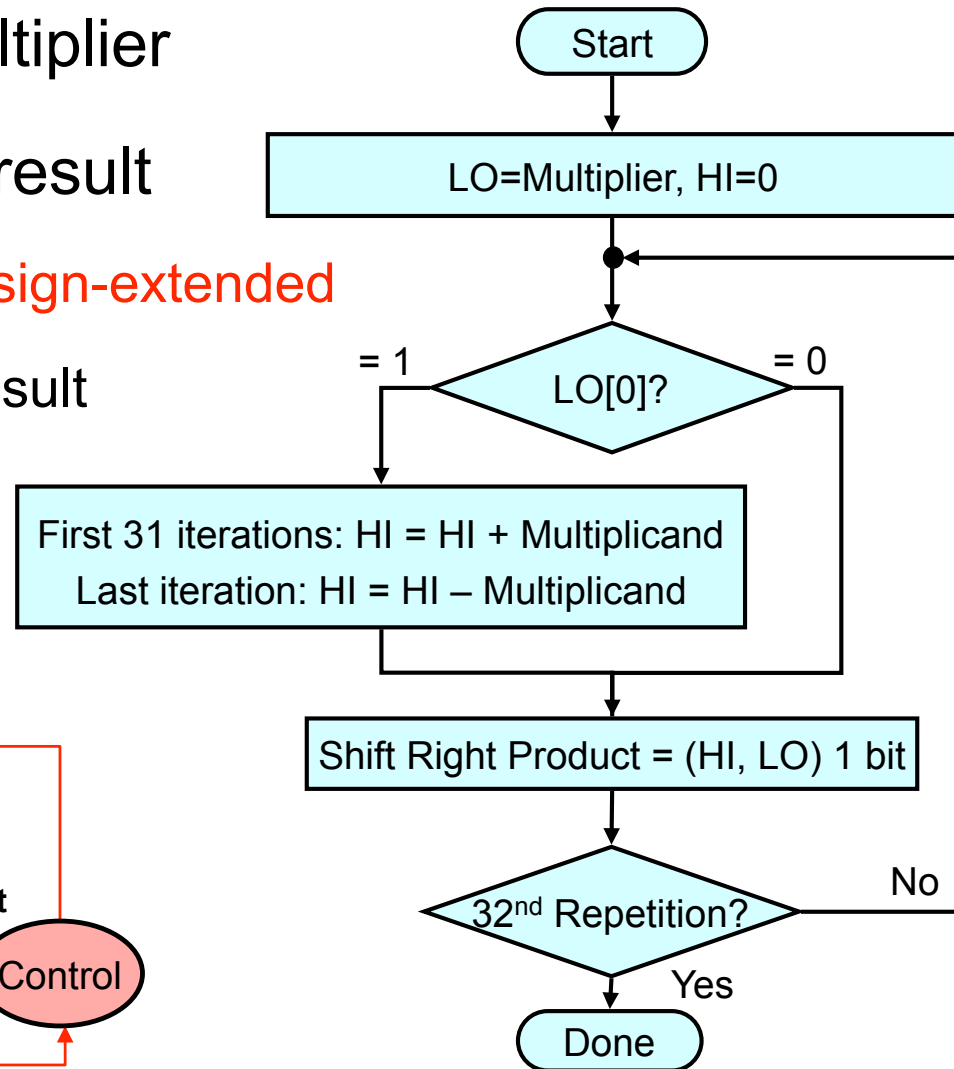 ltiplier
result
sign-extended
sult
Start
LO=Multiplier, HI=0
= 1
= 0
LO[0]?
First 31 iterations: HI = HI + Multiplicand
Last iteration: HI = HI – Multiplicand
Shift Right Product = (HI, LO) 1 bit
32nd Repetition?
No
Yes
Done
t
Control